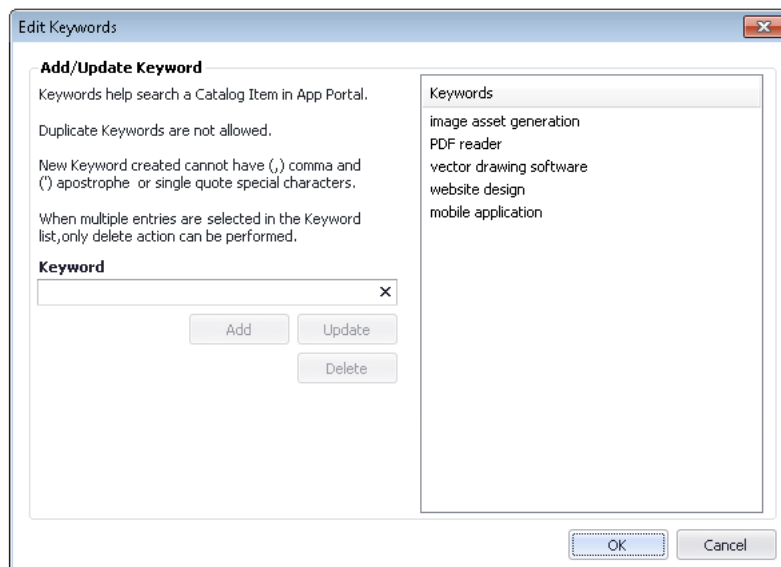 Edit Keywords
Add/Update Keyword
Keywords help search a Catalog Item in App Portal.
Duplicate Keywords are not allowed.
New Keyword created cannot have (,) comma and
(') apostrophe or single quote special characters.
When multiple entries are selected in the Keyword
list,only delete action can be performed.
Keyword
Add
Update
Delete
Keywords
image asset generation
PDF reader
vector drawing software
website design
mobile application
OK
Cancel